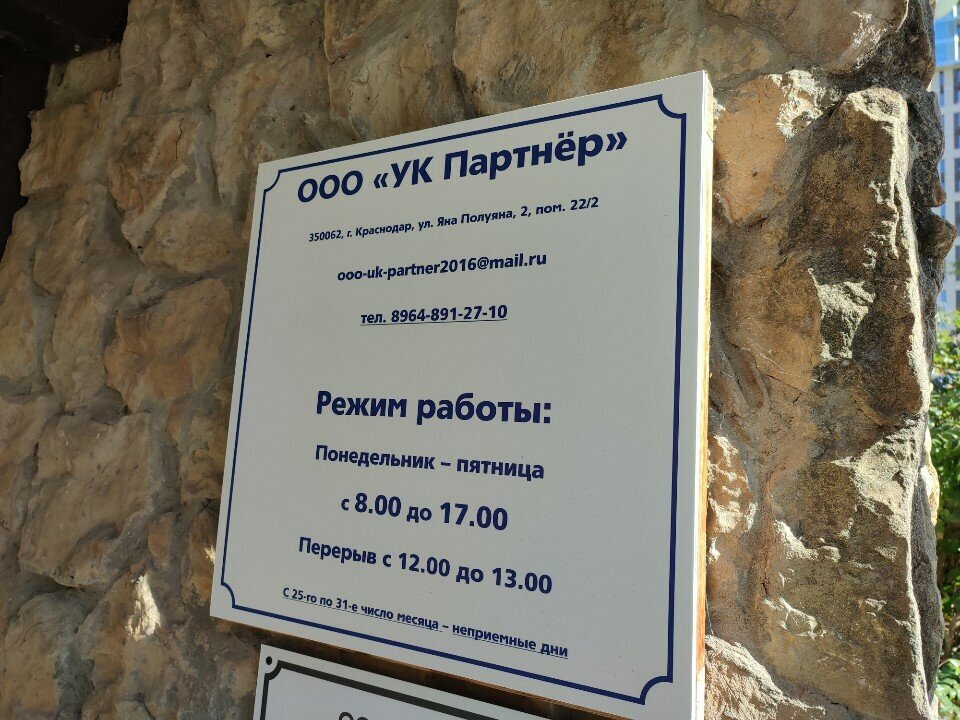 ООО «УК Партнёр»
350062, г. Краснодар, ул. Яна Полуяна, 2, пом. 22/2
ooo-uk-partner2016@mail.ru
тел. 8964-891-27-10
Режим работы:
Понедельник – пятница
с 8.00 до 17.00
Перерыв с 12.00 до 13.00
С 25-го по 31-е число месяца – неприемные дни